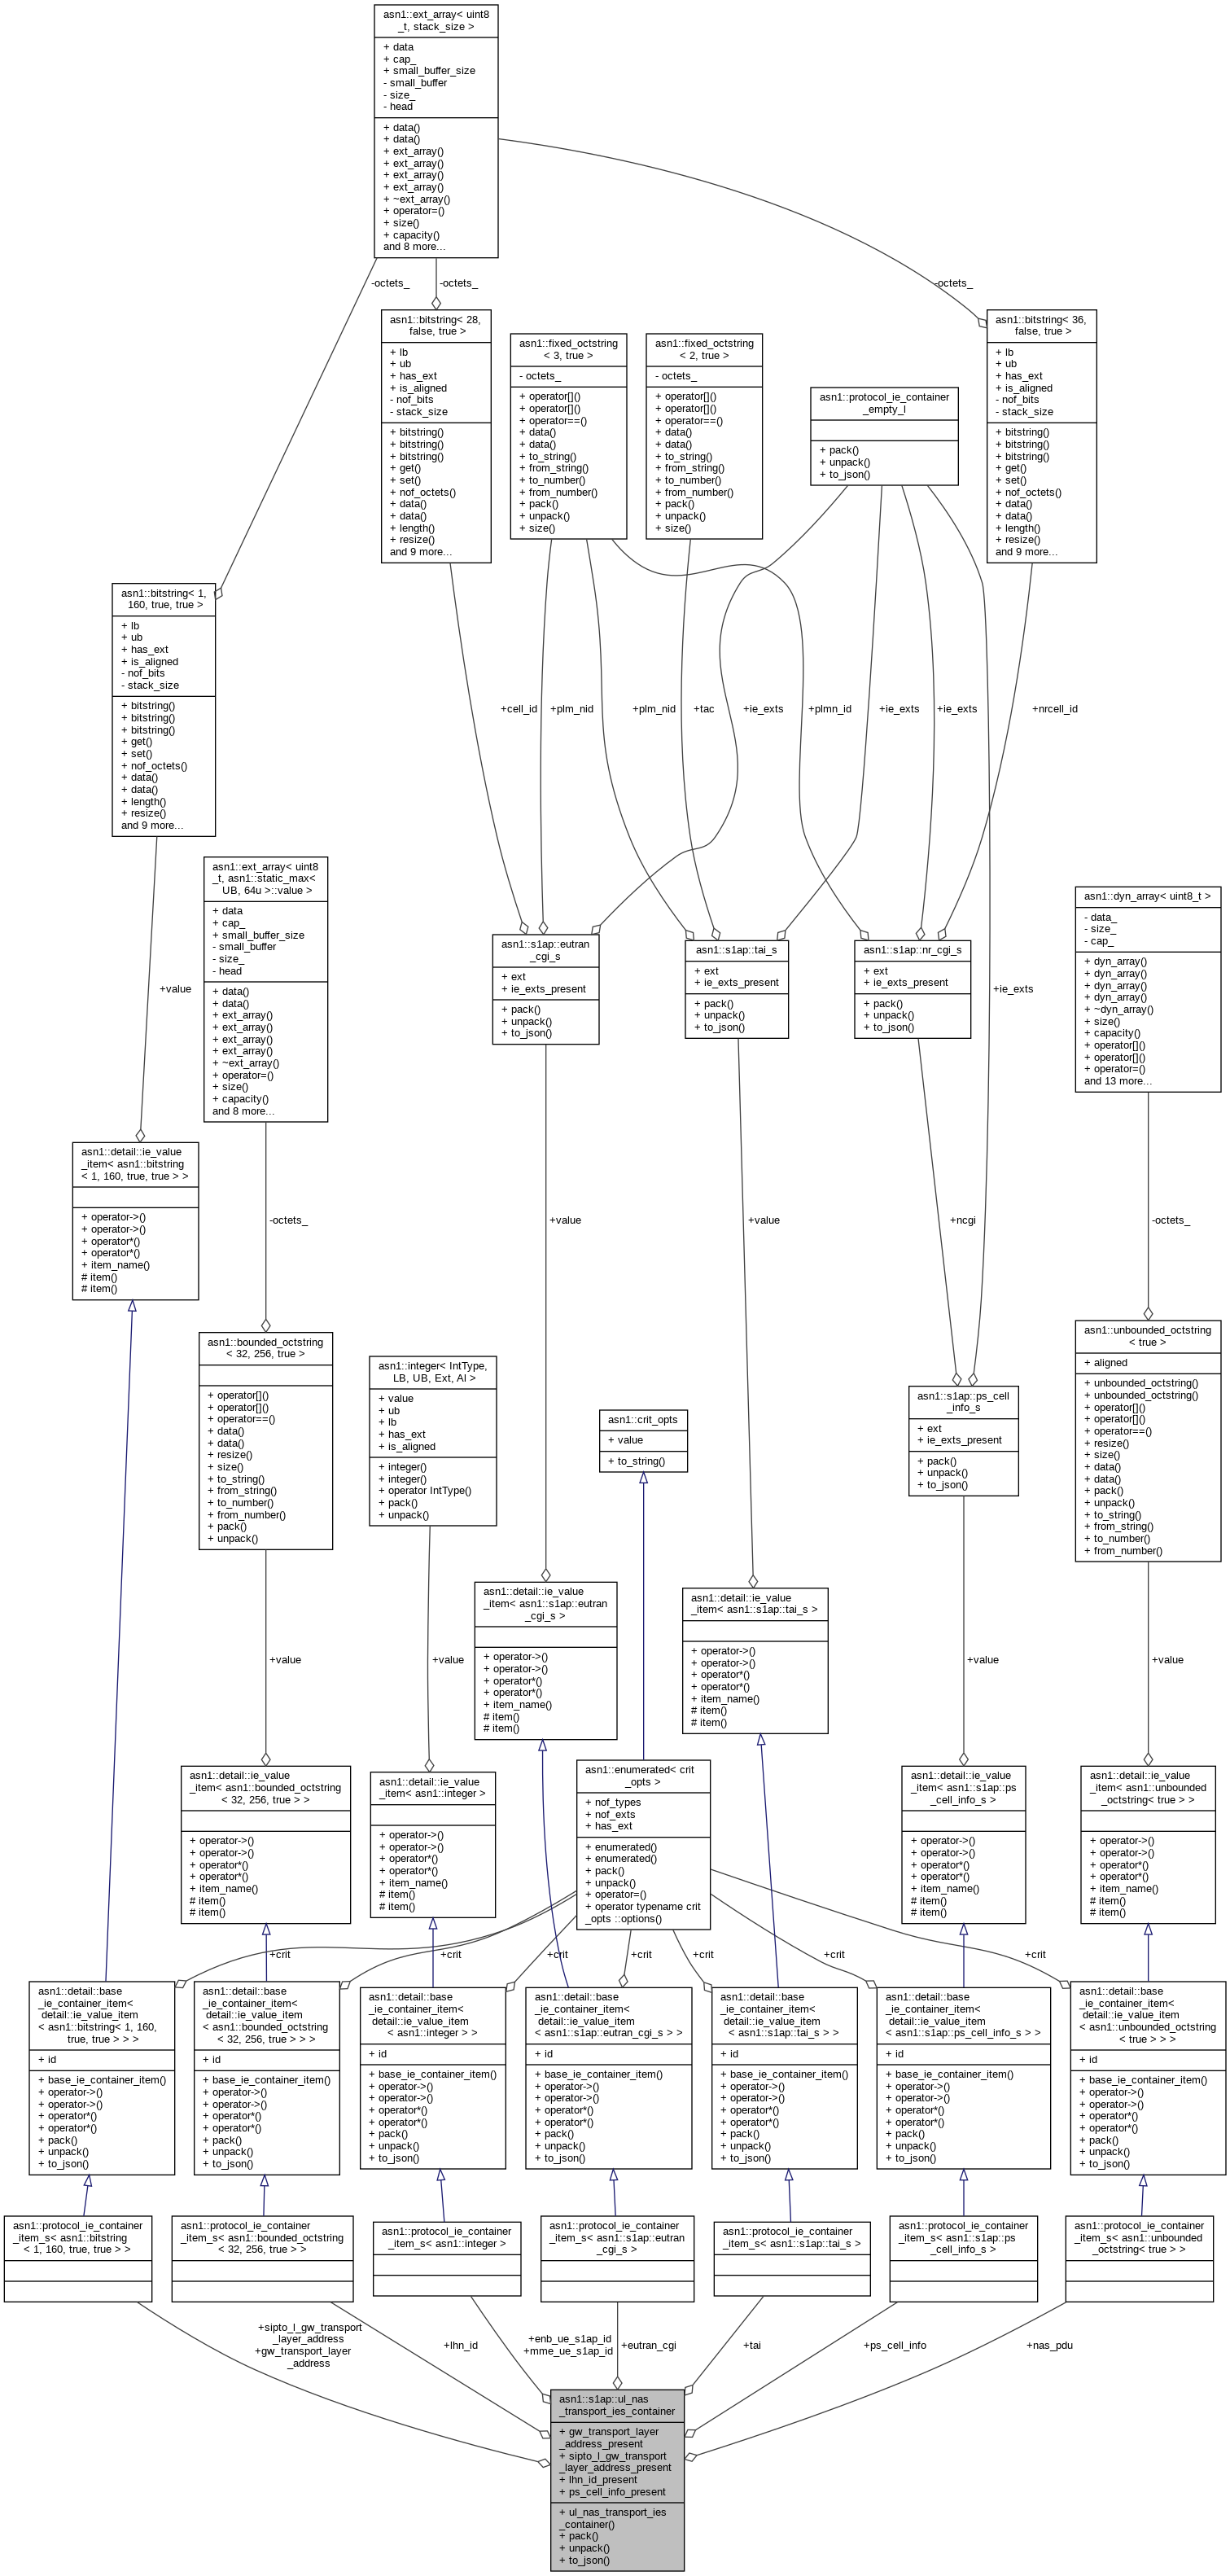 asn1::ext_array< uint8
_t, stack_size >
+ data
+ cap_
+ small_buffer_size
- small_buffer
- size_
- head
+ data()
+ data()
+ ext_array()
+ ext_array()
+ ext_array()
+ ext_array()
+ ~ext_array()
+ operator=()
+ size()
+ capacity()
and 8 more...
-octets_
-octets_
-octets_
asn1::bitstring< 28,
false, true >
+ lb
+ ub
+ has_ext
+ is_aligned
- nof_bits
- stack_size
+ bitstring()
+ bitstring()
+ bitstring()
+ get()
+ set()
+ nof_octets()
+ data()
+ data()
+ length()
+ resize()
and 9 more...
asn1::fixed_octstring
< 3, true >
- octets_
+ operator[]()
+ operator[]()
+ operator==()
+ data()
+ data()
+ to_string()
+ from_string()
+ to_number()
+ from_number()
+ pack()
+ unpack()
+ size()
asn1::fixed_octstring
< 2, true >
- octets_
+ operator[]()
+ operator[]()
+ operator==()
+ data()
+ data()
+ to_string()
+ from_string()
+ to_number()
+ from_number()
+ pack()
+ unpack()
+ size()
asn1::protocol_ie_container
_empty_l
+ pack()
+ unpack()
+ to_json()
asn1::bitstring< 36,
false, true >
+ lb
+ ub
+ has_ext
+ is_aligned
- nof_bits
- stack_size
+ bitstring()
+ bitstring()
+ bitstring()
+ get()
+ set()
+ nof_octets()
+ data()
+ data()
+ length()
+ resize()
and 9 more...
asn1::bitstring< 1,
160, true, true >
+ lb
+ ub
+ has_ext
+ is_aligned
- nof_bits
- stack_size
+ bitstring()
+ bitstring()
+ bitstring()
+ get()
+ set()
+ nof_octets()
+ data()
+ data()
+ length()
+ resize()
and 9 more...
+cell_id
+plm_nid
+plm_nid
+tac
+ie_exts
+plmn_id
+ie_exts
+ie_exts
+nrcell_id
asn1::ext_array< uint8
_t, asn1::static_max<
UB, 64u >::value >
+ data
+ cap_
+ small_buffer_size
- small_buffer
- size_
- head
+ data()
+ data()
+ ext_array()
+ ext_array()
+ ext_array()
+ ext_array()
+ ~ext_array()
+ operator=()
+ size()
+ capacity()
and 8 more...
asn1::dyn_array< uint8_t >
- data_
- size_
- cap_
+ dyn_array()
+ dyn_array()
+ dyn_array()
+ dyn_array()
+ ~dyn_array()
+ size()
+ capacity()
+ operator[]()
+ operator[]()
+ operator=()
and 13 more...
asn1::s1ap::eutran
_cgi_s
+ ext
+ ie_exts_present
+ pack()
+ unpack()
+ to_json()
asn1::s1ap::tai_s
+ ext
+ ie_exts_present
+ pack()
+ unpack()
+ to_json()
asn1::s1ap::nr_cgi_s
+ ext
+ ie_exts_present
+ pack()
+ unpack()
+ to_json()
+value
+ie_exts
asn1::detail::ie_value
_item< asn1::bitstring
< 1, 160, true, true > >
+ operator->()
+ operator->()
+ operator*()
+ operator*()
+ item_name()
# item()
# item()
-octets_
+value
+value
+ncgi
-octets_
asn1::bounded_octstring
< 32, 256, true >
+ operator[]()
+ operator[]()
+ operator==()
+ data()
+ data()
+ resize()
+ size()
+ to_string()
+ from_string()
+ to_number()
+ from_number()
+ pack()
+ unpack()
asn1::integer< IntType,
LB, UB, Ext, Al >
+ value
+ ub
+ lb
+ has_ext
+ is_aligned
+ integer()
+ integer()
+ operator IntType()
+ pack()
+ unpack()
asn1::crit_opts
+ value
+ to_string()
asn1::s1ap::ps_cell
_info_s
+ ext
+ ie_exts_present
+ pack()
+ unpack()
+ to_json()
asn1::unbounded_octstring
< true >
+ aligned
+ unbounded_octstring()
+ unbounded_octstring()
+ operator[]()
+ operator[]()
+ operator==()
+ resize()
+ size()
+ data()
+ data()
+ pack()
+ unpack()
+ to_string()
+ from_string()
+ to_number()
+ from_number()
+value
+value
+value
+value
asn1::detail::ie_value
_item< asn1::s1ap::eutran
_cgi_s >
+ operator->()
+ operator->()
+ operator*()
+ operator*()
+ item_name()
# item()
# item()
asn1::detail::ie_value
_item< asn1::s1ap::tai_s >
+ operator->()
+ operator->()
+ operator*()
+ operator*()
+ item_name()
# item()
# item()
asn1::detail::ie_value
_item< asn1::bounded_octstring
< 32, 256, true > >
+ operator->()
+ operator->()
+ operator*()
+ operator*()
+ item_name()
# item()
# item()
asn1::detail::ie_value
_item< asn1::integer >
+ operator->()
+ operator->()
+ operator*()
+ operator*()
+ item_name()
# item()
# item()
asn1::enumerated< crit
_opts >
+ nof_types
+ nof_exts
+ has_ext
+ enumerated()
+ enumerated()
+ pack()
+ unpack()
+ operator=()
+ operator typename crit
_opts ::options()
asn1::detail::ie_value
_item< asn1::s1ap::ps
_cell_info_s >
+ operator->()
+ operator->()
+ operator*()
+ operator*()
+ item_name()
# item()
# item()
asn1::detail::ie_value
_item< asn1::unbounded
_octstring< true > >
+ operator->()
+ operator->()
+ operator*()
+ operator*()
+ item_name()
# item()
# item()
+crit
+crit
+crit
+crit
+crit
+crit
+crit
asn1::detail::base
_ie_container_item<
detail::ie_value_item
< asn1::bitstring< 1, 160,
true, true > > >
+ id
+ base_ie_container_item()
+ operator->()
+ operator->()
+ operator*()
+ operator*()
+ pack()
+ unpack()
+ to_json()
asn1::detail::base
_ie_container_item<
detail::ie_value_item
< asn1::bounded_octstring
< 32, 256, true > > >
+ id
+ base_ie_container_item()
+ operator->()
+ operator->()
+ operator*()
+ operator*()
+ pack()
+ unpack()
+ to_json()
asn1::detail::base
_ie_container_item<
detail::ie_value_item
< asn1::integer > >
+ id
+ base_ie_container_item()
+ operator->()
+ operator->()
+ operator*()
+ operator*()
+ pack()
+ unpack()
+ to_json()
asn1::detail::base
_ie_container_item<
detail::ie_value_item
< asn1::s1ap::eutran_cgi_s > >
+ id
+ base_ie_container_item()
+ operator->()
+ operator->()
+ operator*()
+ operator*()
+ pack()
+ unpack()
+ to_json()
asn1::detail::base
_ie_container_item<
detail::ie_value_item
< asn1::s1ap::tai_s > >
+ id
+ base_ie_container_item()
+ operator->()
+ operator->()
+ operator*()
+ operator*()
+ pack()
+ unpack()
+ to_json()
asn1::detail::base
_ie_container_item<
detail::ie_value_item
< asn1::s1ap::ps_cell_info_s > >
+ id
+ base_ie_container_item()
+ operator->()
+ operator->()
+ operator*()
+ operator*()
+ pack()
+ unpack()
+ to_json()
asn1::detail::base
_ie_container_item<
detail::ie_value_item
< asn1::unbounded_octstring
< true > > >
+ id
+ base_ie_container_item()
+ operator->()
+ operator->()
+ operator*()
+ operator*()
+ pack()
+ unpack()
+ to_json()
asn1::protocol_ie_container
_item_s< asn1::bitstring
< 1, 160, true, true > >
asn1::protocol_ie_container
_item_s< asn1::bounded_octstring
< 32, 256, true > >
asn1::protocol_ie_container
_item_s< asn1::integer >
asn1::protocol_ie_container
_item_s< asn1::s1ap::eutran
_cgi_s >
asn1::protocol_ie_container
_item_s< asn1::s1ap::tai_s >
asn1::protocol_ie_container
_item_s< asn1::s1ap::ps
_cell_info_s >
asn1::protocol_ie_container
_item_s< asn1::unbounded
_octstring< true > >
+sipto_l_gw_transport
_layer_address
+gw_transport_layer
_address
+lhn_id
+enb_ue_s1ap_id
+mme_ue_s1ap_id
+eutran_cgi
+tai
+ps_cell_info
+nas_pdu
asn1::s1ap::ul_nas
_transport_ies_container
+ gw_transport_layer
_address_present
+ sipto_l_gw_transport
_layer_address_present
+ lhn_id_present
+ ps_cell_info_present
+ ul_nas_transport_ies
_container()
+ pack()
+ unpack()
+ to_json()